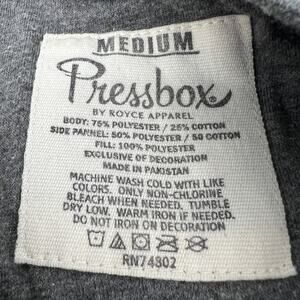 MEDIUM
Pressbox®
BY ROYCE APPAREL
BODY: 75% POLYESTER / 25% COTTON
SIDE PANNEL: 50% POLYESTER / 50 COTTON
FILL: 100% POLYESTER
EXCLUSIVE OF DECORATION
MADE IN PAKISTAN
MACHINE WASH COLD WITH LIKE
COLORS. ONLY NON-CHLORINE
BLEACH WHEN NEEDED. TUMBLE
DRY LOW. WARM IRON IF NEEDED.
DO NOT IRON ON DECORATION
RN74802